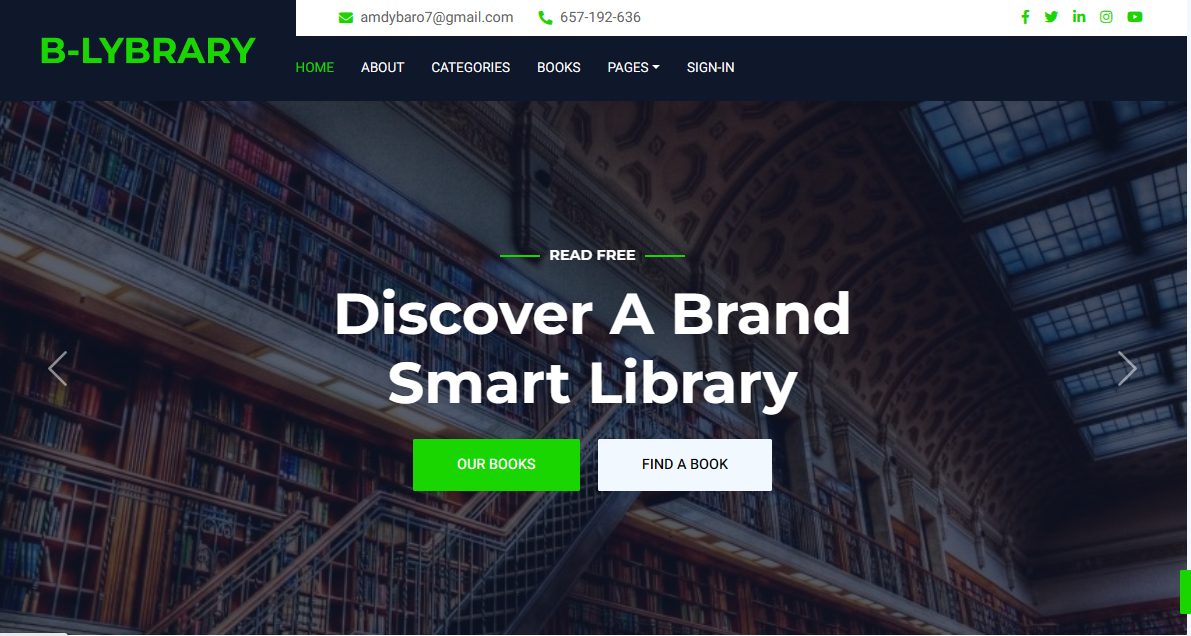 B-LYBRARY
amdybaro7@gmail.com 657-192-636
HOME ABOUT CATEGORIES BOOKS PAGES SIGN-IN
READ FREE
Discover A Brand
Smart Library
OUR BOOKS FIND A BOOK